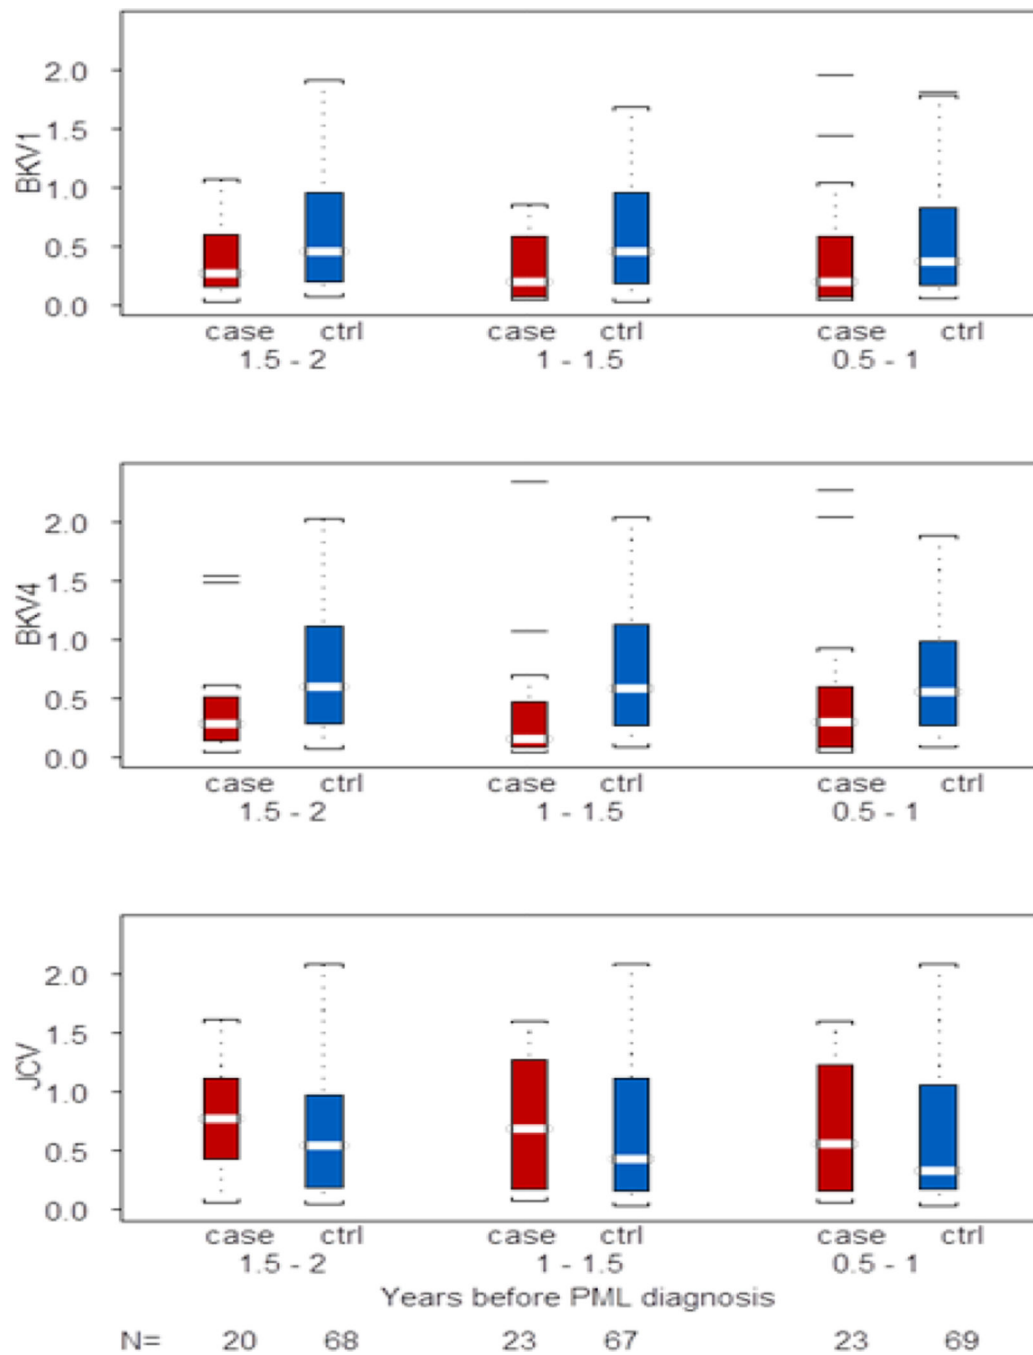 BKV1
2.0
1.5
1.0
0.5
0.0
case ctrl case ctrl case ctrl
1.5 - 2 1 - 1.5 0.5 - 1
BKV4
2.0
1.5
1.0
0.5
0.0
case ctrl case ctrl case ctrl
1.5 - 2 1 - 1.5 0.5 - 1
JCV
2.0
1.5
1.0
0.5
0.0
case ctrl case ctrl case ctrl
1.5 - 2 1 - 1.5 0.5 - 1
Years before PML diagnosis
N= 20 68 23 67 23 69